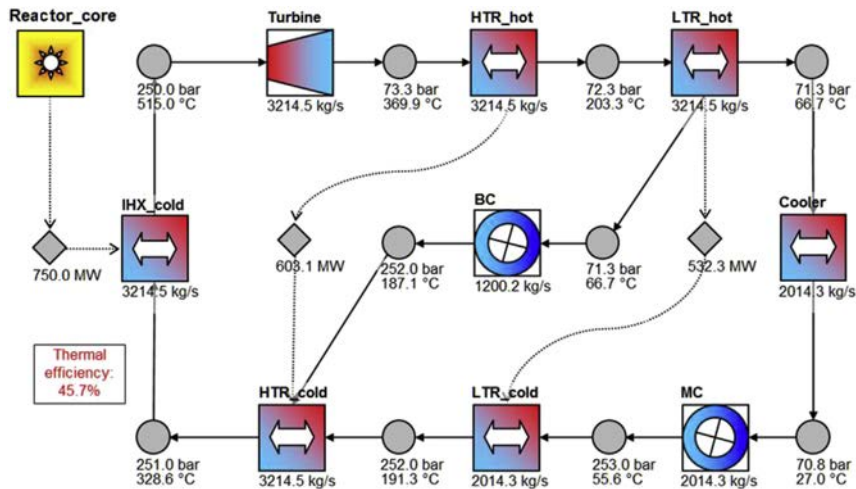 Reactor_core
Turbine
HTR_hot
LTR_hot
250.0 bar
515.0 °C
3214.5 kg/s
73.3 bar
369.9 °C
3214.5 kg/s
72.3 bar
203.3 °C
3214.5 kg/s
71.3 bar
66.7 °C
IHX_cold
BC
Cooler
750.0 MW
3214.5 kg/s
603.1 MW
252.0 bar
187.1 °C
1200.2 kg/s
71.3 bar
66.7 °C
532.3 MW
2014.3 kg/s
Thermal
efficiency:
45.7%
HTR_cold
LTR_cold
MC
251.0 bar
328.6 °C
3214.5 kg/s
252.0 bar
191.3 °C
2014.3 kg/s
253.0 bar
55.6 °C
2014.3 kg/s
70.8 bar
27.0 °C